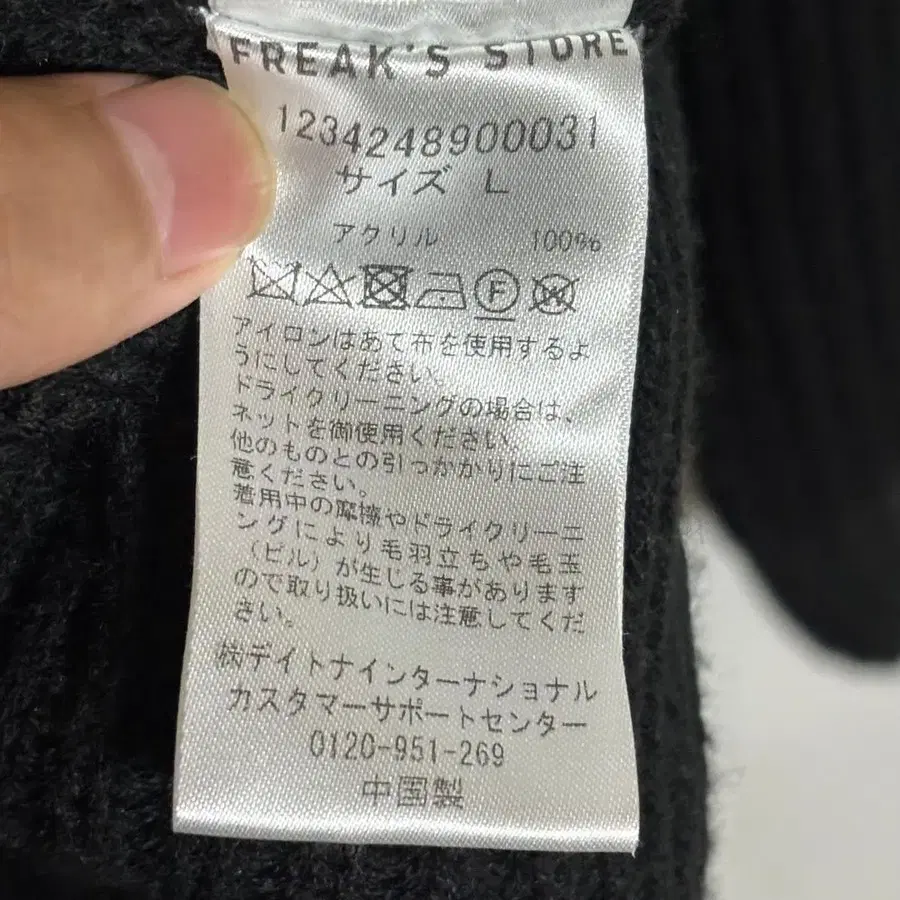 FREAK'S STORE
1234248900031
サイズ L
アクリル 100%
F
W
アイロンはあて布を使用するよ
うにしてください。
ドライクリーニングの場合は、
ネットを御使用ください。
他のものとの引っかかりにご注
意ください。
着用中の摩擦やドライクリーニ
ングにより毛羽立ちや毛玉
(ピル)が生じる事があります
ので取り扱いには注意してくだ
さい。
㈱デイトナインターナショナル
カスタマーサポートセンター
0120-951-269
中国製